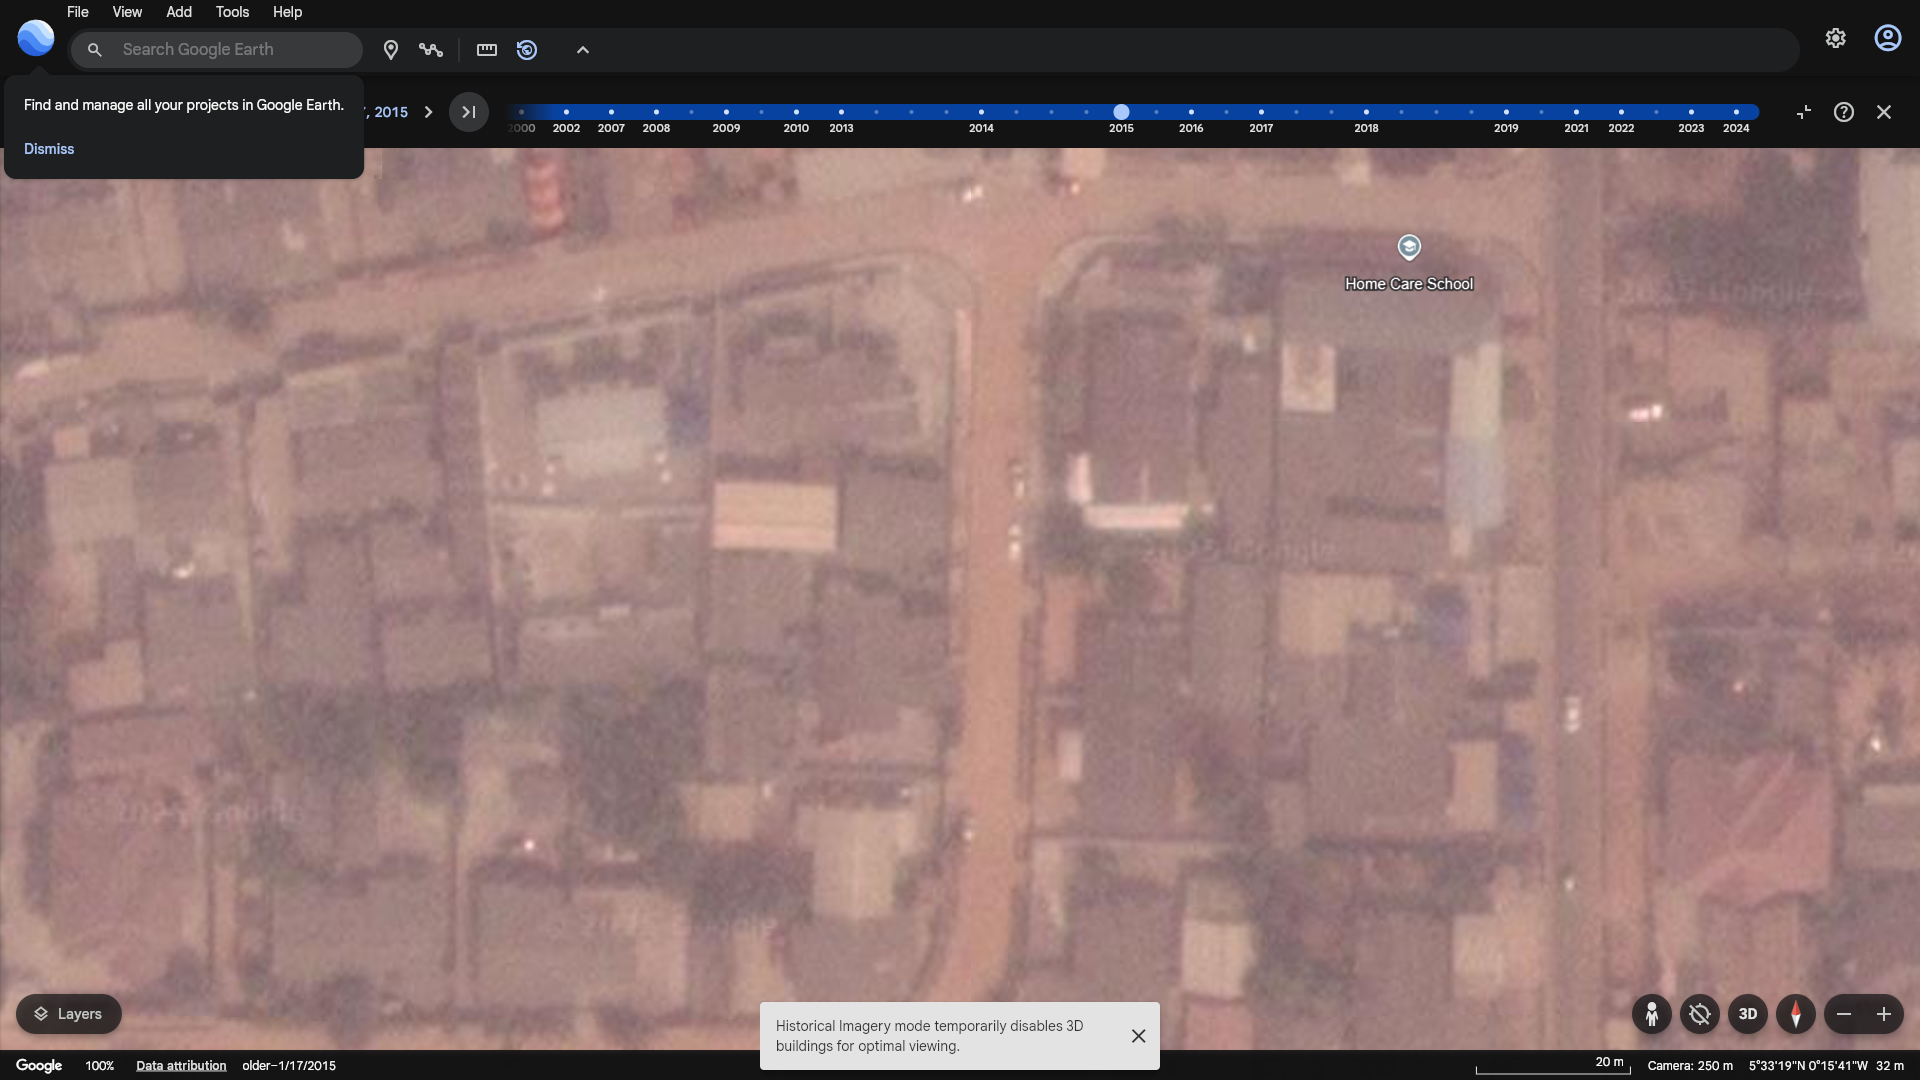 File View Add Tools Help
Search Google Earth
Find and manage all your projects in Google Earth.
Dismiss
, 2015
2000 2002 2007 2008 2009 2010 2013 2014 2015 2016 2017 2018 2019 2021 2022 2023 2024
Home Care School
Layers
3D
Historical Imagery mode temporarily disables 3D
buildings for optimal viewing.
Google 100% Data attribution older–1/17/2015
20 m Camera: 250 m 5°33'19"N 0°15'41"W 32 m